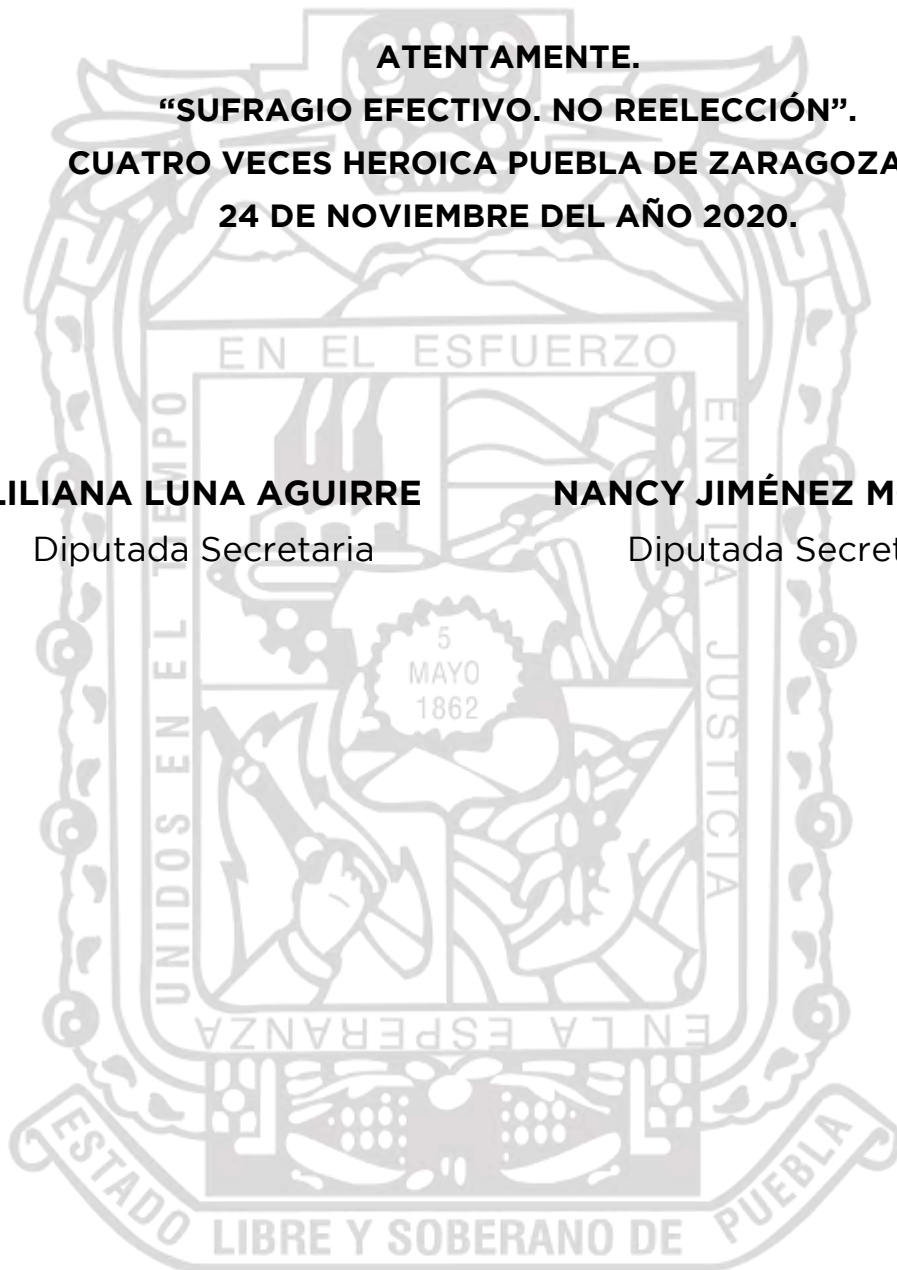 ATENTAMENTE.
“SUFRAGIO EFECTIVO. NO REELECCIÓN”.
CUATRO VECES HEROICA PUEBLA DE ZARAGOZA
24 DE NOVIEMBRE DEL AÑO 2020.
EN EL ESFUERZO
EN LA JUSTICIA
EN LA ESPERANZA
UNIDOS EN EL TIEMPO
LILIANA LUNA AGUIRRE
Diputada Secretaria
NANCY JIMÉNEZ
Diputada
5
MAYO
1862
ESTADO LIBRE Y SOBERANO DE PUEBLA